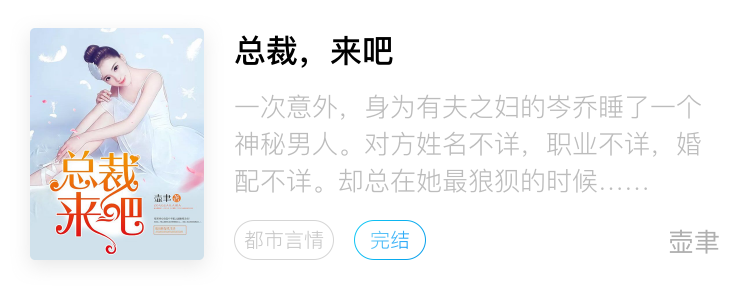 总裁，来吧
一次意外，身为有夫之妇的岑乔睡了一个
神秘男人。对方姓名不详，职业不详，婚
配不详。却总在她最狼狈的时候……
都市言情
完结
壶聿
总裁
来吧
壶聿